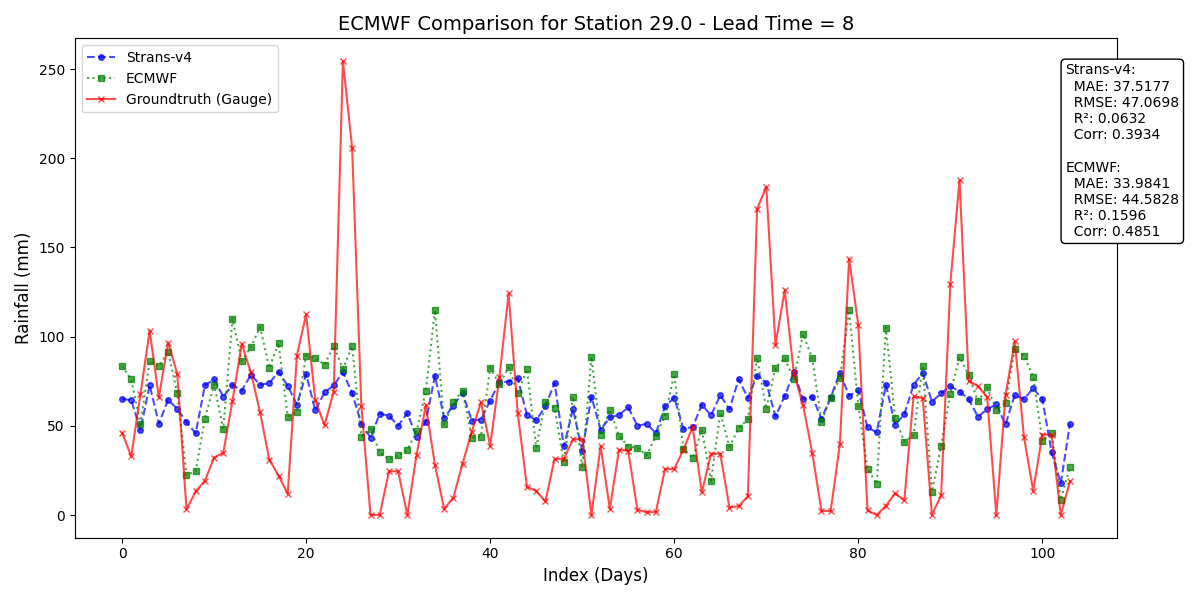 ECMWF Comparison for Station 29.0 - Lead Time = 8
Strans-v4
ECMWF
Groundtruth (Gauge)
Strans-v4:
MAE: 37.5177
RMSE: 47.0698
R²: 0.0632
Corr: 0.3934
ECMWF:
MAE: 33.9841
RMSE: 44.5828
R²: 0.1596
Corr: 0.4851
Rainfall (mm)
250
200
150
100
50
0
0 20 40 60 80 100
Index (Days)